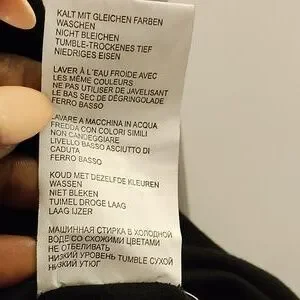 KALT MIT GLEICHEN FARBEN
WASCHEN
NICHT BLEICHEN
TUMBLE-TROCKENES TIEF
NIEDRIGES EISEN
LAVER À L'EAU FROIDE AVEC
LES MÊME COULEURS
NE PAS UTILISER DE JAVELISANT
LE BAS SEC DE DÉGRINGOLADE
FERRO BASSO
LAVARE A MACCHINA IN ACQUA
FREDDA CON COLORI SIMILI
NON CANDEGGIARE
LIVELLO BASSO ASCIUTTO DI
CADUTA
FERRO BASSO
KOUD MET DEZELFDE KLEUREN
WASSEN
NIET BLEKEN
TUIMEL DROGE LAAG
LAAG IJZER
МАШИННАЯ СТИРКА В ХОЛОДНОЙ
ВОДЕ СО СХОЖИМИ ЦВЕТАМИ
НЕ ОТБЕЛИВАТЬ
НИЗКИЙ УРОВЕНЬ TUMBLE СУХОЙ
НИЗКИЙ УТЮГ